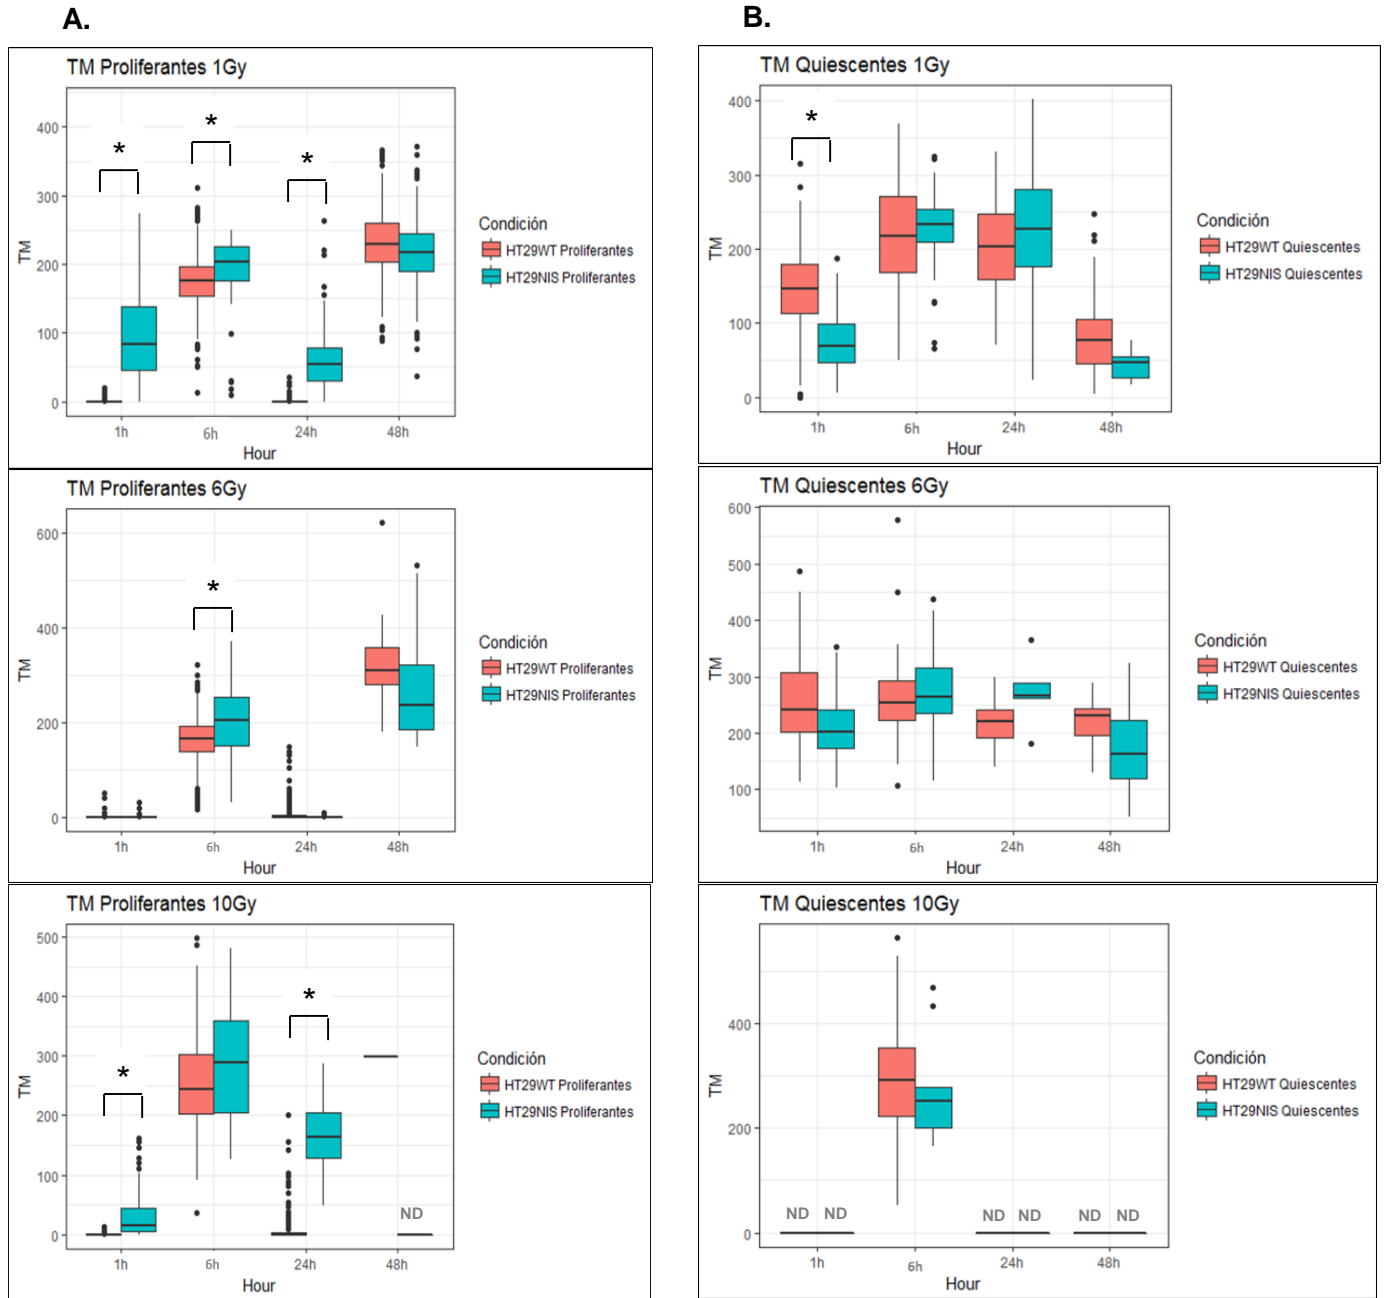 A.
TM Proliferantes 1Gy
*
*
*
400
300
200
100
0
TM
1h
6h
24h
48h
Hour
Condición
HT29WT Proliferantes
HT29NIS Proliferantes
TM Proliferantes 6Gy
*
600
400
200
0
TM
1h
6h
24h
48h
Hour
Condición
HT29WT Proliferantes
HT29NIS Proliferantes
TM Proliferantes 10Gy
*
*
500
400
300
200
100
0
TM
ND
1h
6h
24h
48h
Hour
Condición
HT29WT Proliferantes
HT29NIS Proliferantes
B.
TM Quiescentes 1Gy
*
400
300
200
100
0
TM
1h
6h
24h
48h
Hour
Condición
HT29WT Quiescentes
HT29NIS Quiescentes
TM Quiescentes 6Gy
600
500
400
300
200
100
TM
1h
6h
24h
48h
Hour
Condición
HT29WT Quiescentes
HT29NIS Quiescentes
TM Quiescentes 10Gy
400
200
0
TM
ND ND ND ND ND ND
1h
6h
24h
48h
Hour
Condición
HT29WT Quiescentes
HT29NIS Quiescentes